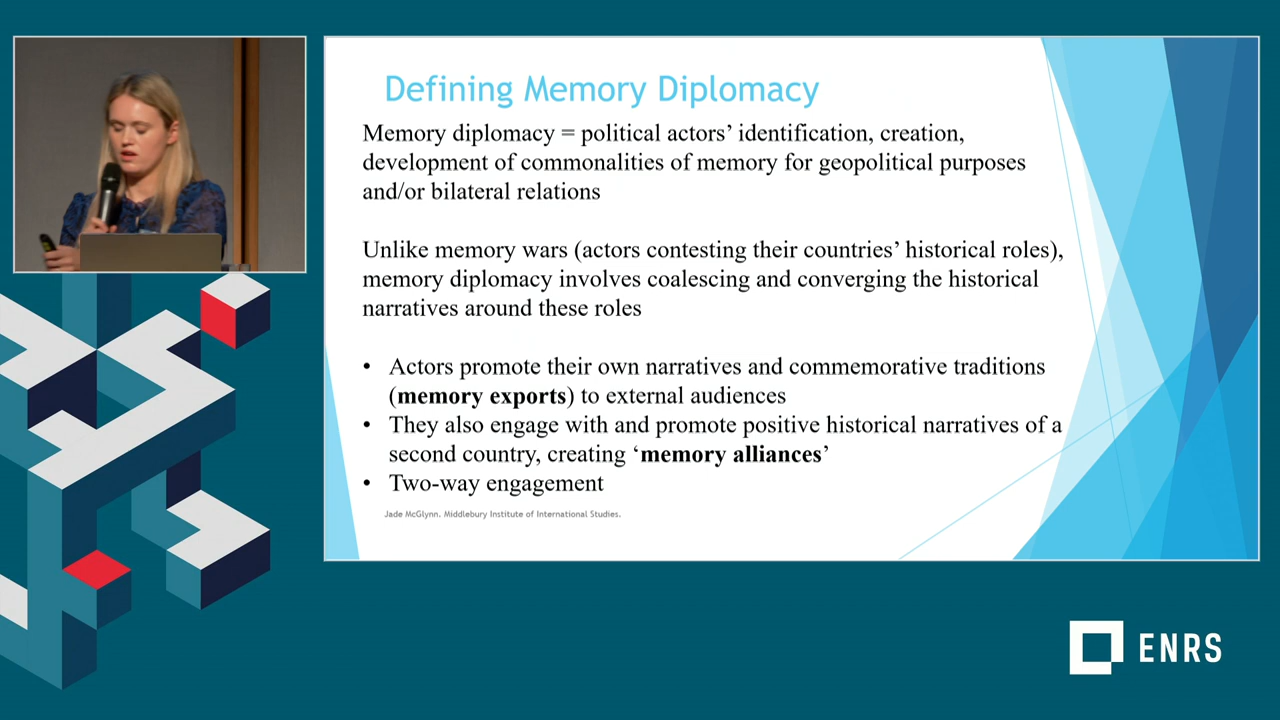 Defining Memory Diplomacy
Memory diplomacy = political actors’ identification, creation,
development of commonalities of memory for geopolitical purposes
and/or bilateral relations
Unlike memory wars (actors contesting their countries’ historical roles),
memory diplomacy involves coalescing and converging the historical
narratives around these roles
• Actors promote their own narratives and commemorative traditions
(memory exports) to external audiences
• They also engage with and promote positive historical narratives of a
second country, creating ‘memory alliances’
• Two-way engagement
Jade McGlynn. Middlebury Institute of International Studies.
ENRS